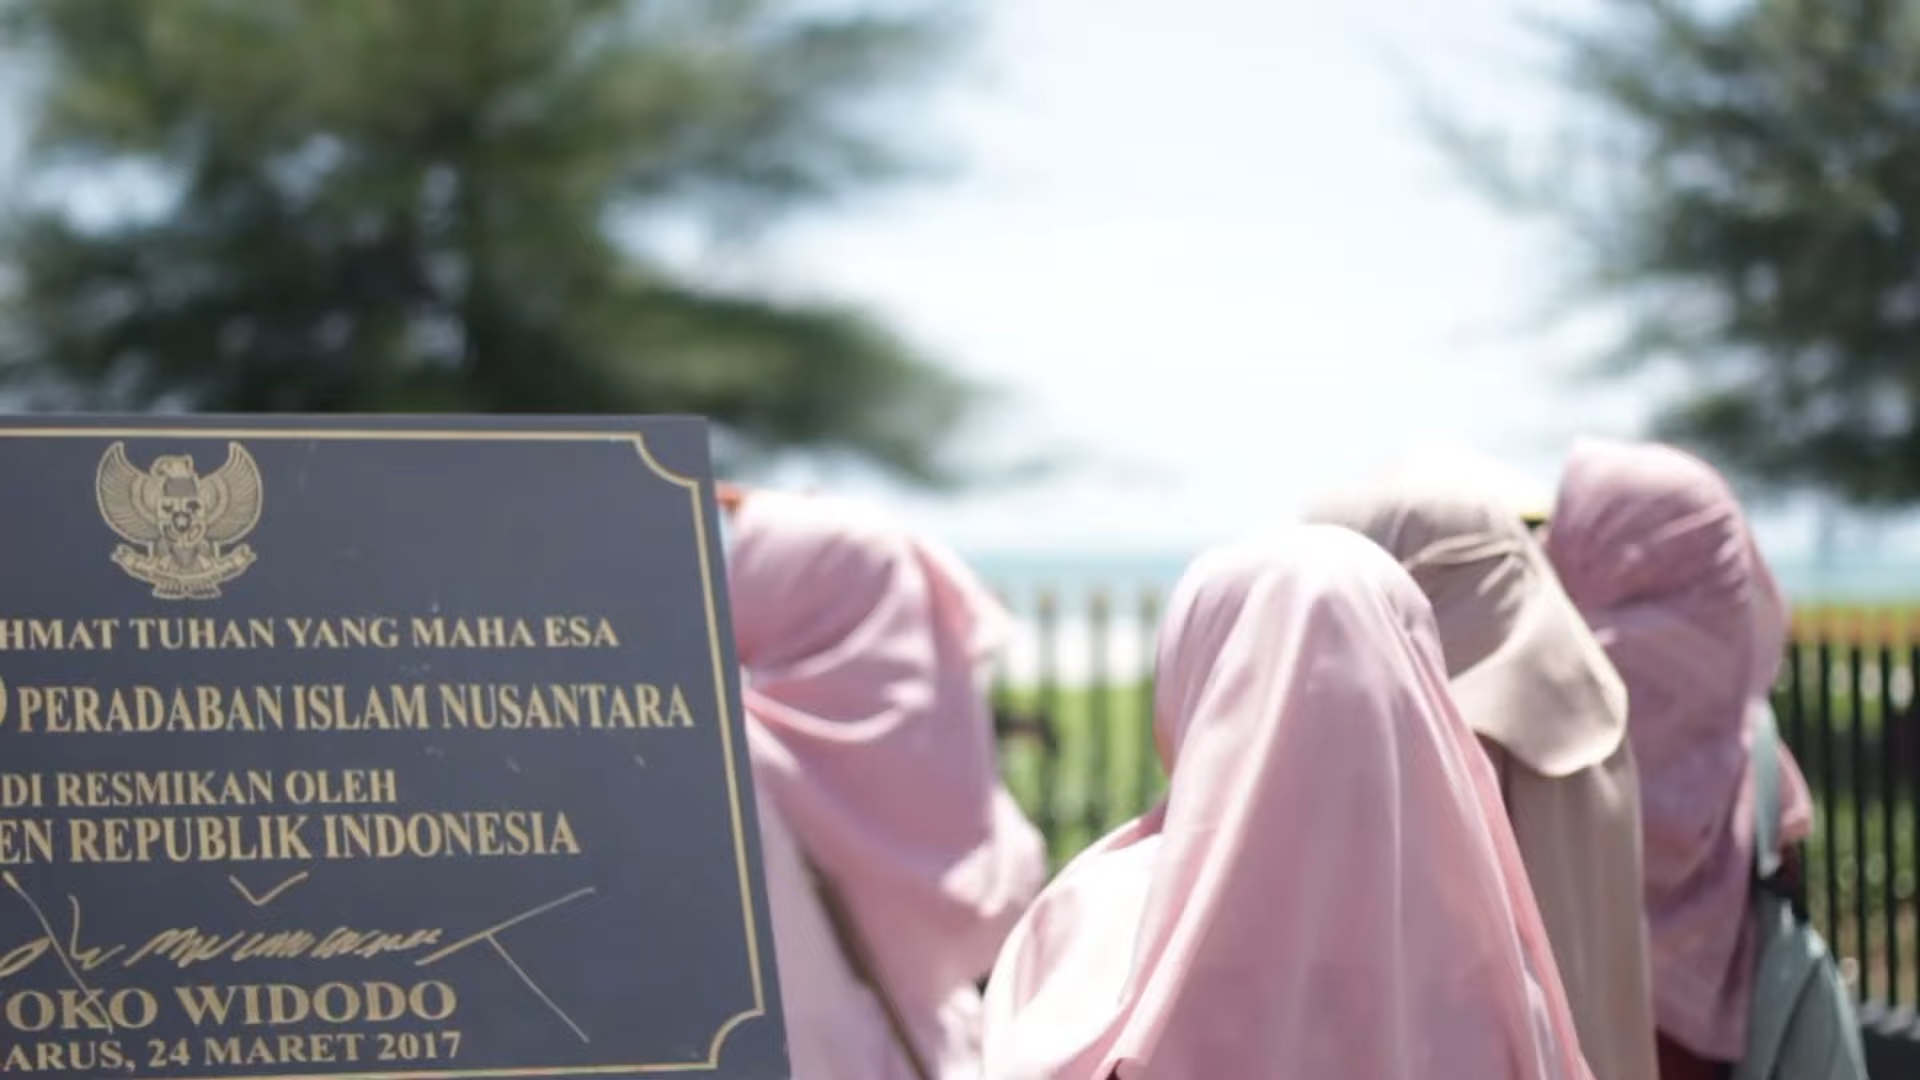 HMAT TUHAN YANG MAHA ESA
PERADABAN ISLAM NUSANTARA
DI RESMIKAN OLEH
EN REPUBLIK INDONESIA
OKO WIDODO
ARUS, 24 MARET 2017